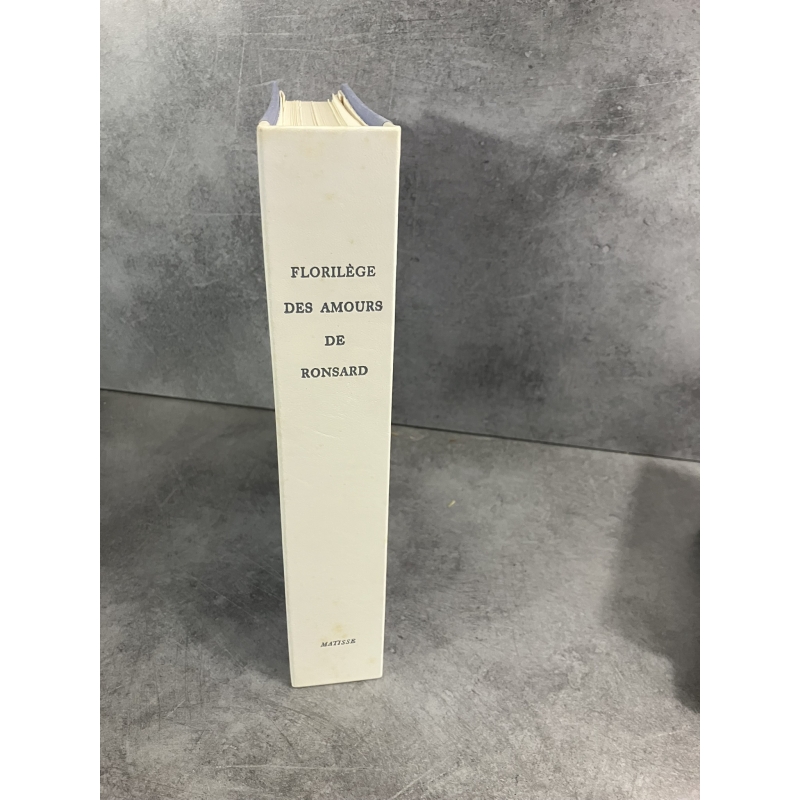 FLORILÈGE
DES AMOURS
DE
RONSARD
MATISSE